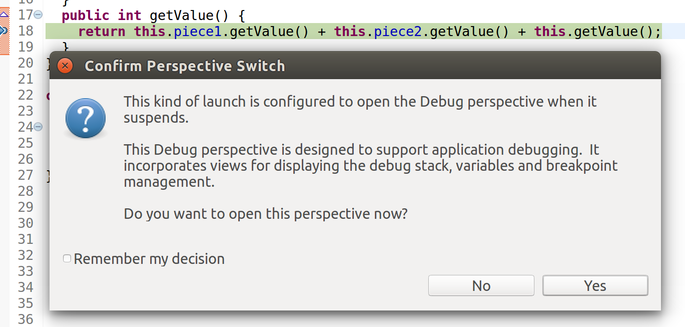 16 }
17 public int getValue() {
18 return this.piece1.getValue() + this.piece2.getValue() + this.getValue();
19 }
20 }
Confirm Perspective Switch
21
22 c
23
24
25
26
27 }
28
29
30
31
32
33
34
35
36
This kind of launch is configured to open the Debug perspective when it
suspends.
This Debug perspective is designed to support application debugging. It
incorporates views for displaying the debug stack, variables and breakpoint
management.
Do you want to open this perspective now?
Remember my decision
No
Yes